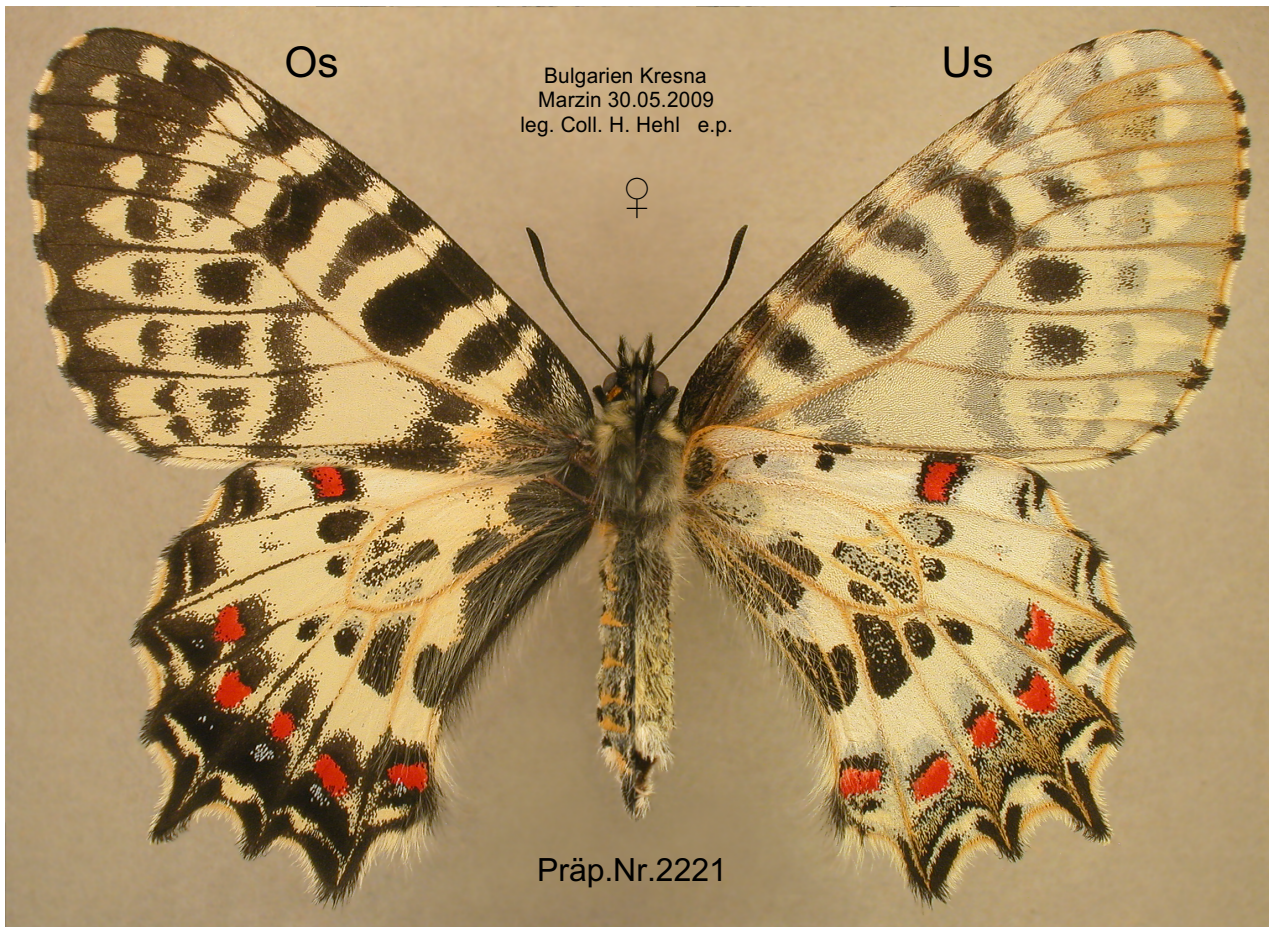 Os
Us
Bulgarien Kresna
Marzin 30.05.2009
leg. Coll. H. Hehl e.p.
♀
Präp.Nr.2221